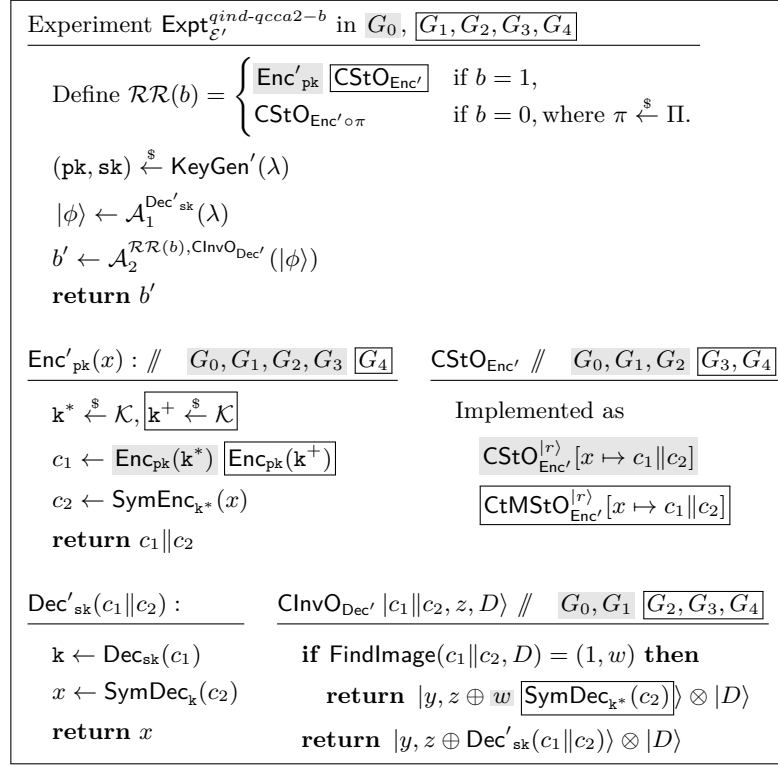 Experiment Expt_{ℰ'}^{qind-qcca2-b} in G_0, G_1, G_2, G_3, G_4
Define ℛℛ(b) = { Enc'_pk CStO_{Enc'} if b = 1,
CStO_{Enc'∘π} if b = 0, where π ←$ Π.
(pk, sk) ←$ KeyGen'(λ)
|ϕ⟩ ← 𝒜_1^{Dec'_sk}(λ)
b' ← 𝒜_2^{ℛℛ(b),CInvO_{Dec'}}(|ϕ⟩)
return b'
Enc'_pk(x) : // G_0, G_1, G_2, G_3 G_4
k* ←$ 𝒦, k⁺ ←$ 𝒦
c_1 ← Enc_pk(k*) Enc_pk(k⁺)
c_2 ← SymEnc_{k*}(x)
return c_1‖c_2
CStO_{Enc'} // G_0, G_1, G_2 G_3, G_4
Implemented as
CStO_{Enc'}^{|r⟩}[x ↦ c_1‖c_2]
CtMStO_{Enc'}^{|r⟩}[x ↦ c_1‖c_2]
Dec'_sk(c_1‖c_2) :
k ← Dec_sk(c_1)
x ← SymDec_k(c_2)
return x
CInvO_{Dec'} |c_1‖c_2, z, D⟩ // G_0, G_1 G_2, G_3, G_4
if FindImage(c_1‖c_2, D) = (1, w) then
return |y, z ⊕ w SymDec_{k*}(c_2)⟩ ⊗ |D⟩
return |y, z ⊕ Dec'_sk(c_1‖c_2)⟩ ⊗ |D⟩